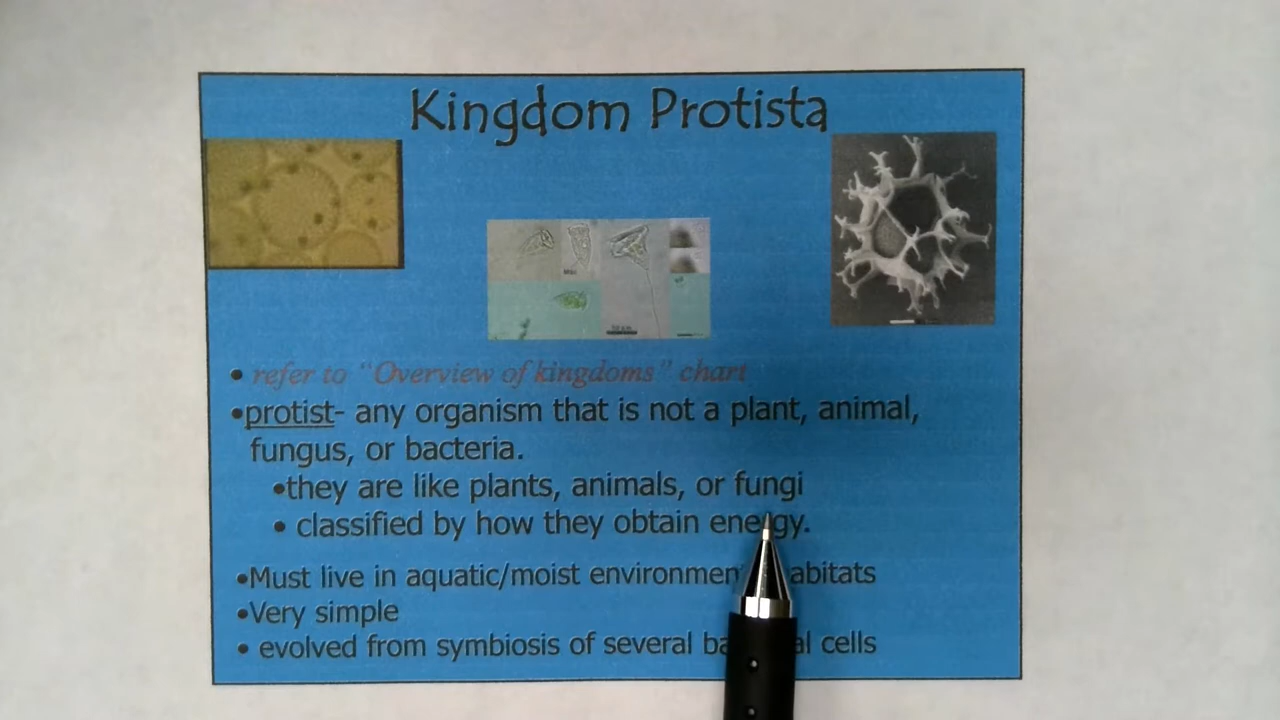 Kingdom Protista
• refer to "Overview of kingdoms" chart
•protist- any organism that is not a plant, animal,
fungus, or bacteria.
•they are like plants, animals, or fungi
• classified by how they obtain energy.
•Must live in aquatic/moist
•Very simple
• evolved from symbiosis of several cells